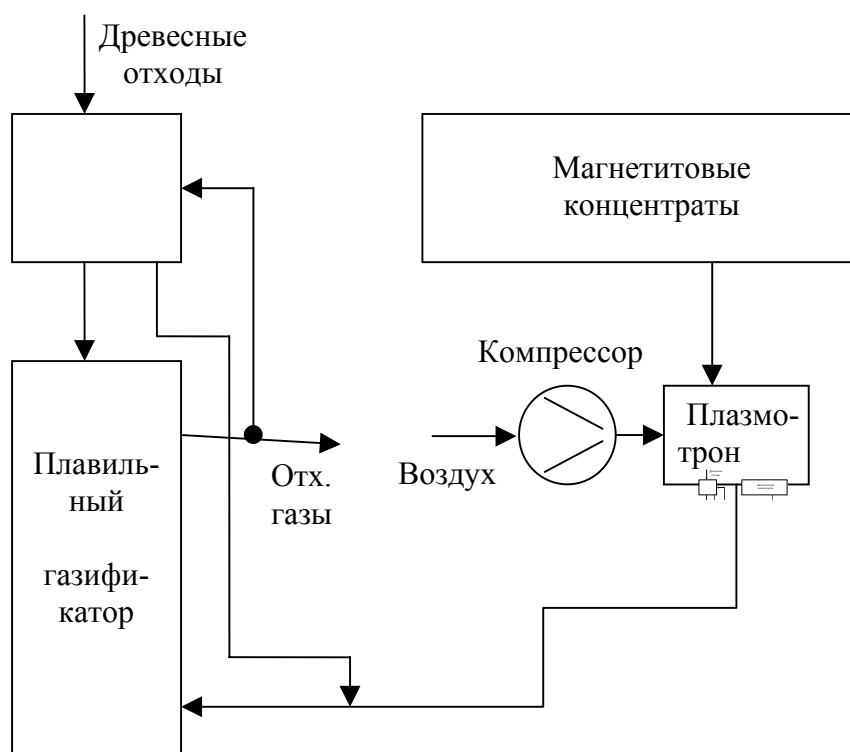 Древесные
отходы
Магнетитовые
концентраты
Компрессор
Плазмо-
трон
Воздух
Отх.
газы
Плавиль-
ный
газифи-
катор